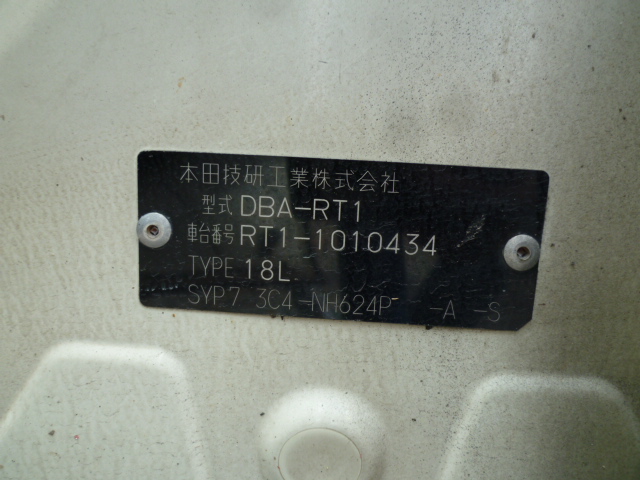 本田技研工業株式会社
型式 DBA-RT1
車台番号 RT1-1010434
TYPE 18L
SYP7 3C4-NH624P -A -S